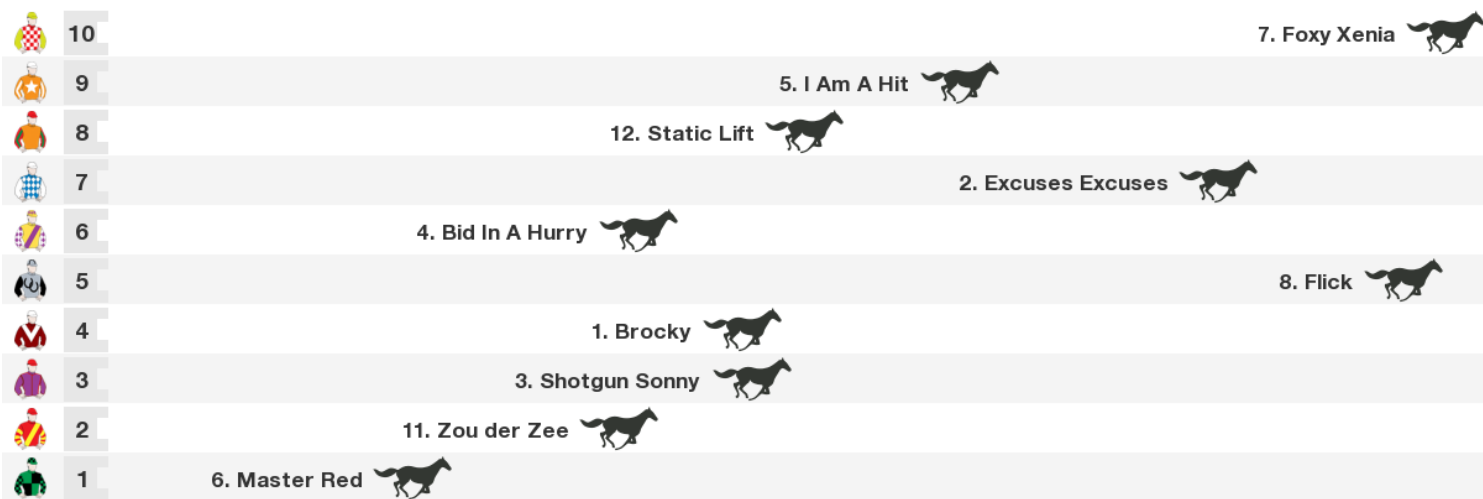 10 7. Foxy Xenia
9 5. I Am A Hit
8 12. Static Lift
7 2. Excuses Excuses
6 4. Bid In A Hurry
5 8. Flick
4 1. Brocky
3 3. Shotgun Sonny
2 11. Zou der Zee
1 6. Master Red